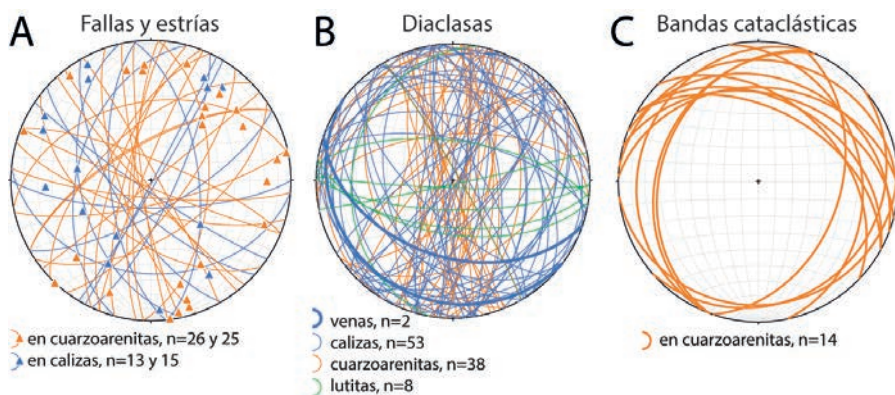 A Fallas y estrías
B Diaclasas
C Bandas cataclásticas
en cuarzoarenitas, n=26 y 25
en calizas, n=13 y 15
venas, n=2
calizas, n=53
cuarzoarenitas, n=38
lutitas, n=8
en cuarzoarenitas, n=14